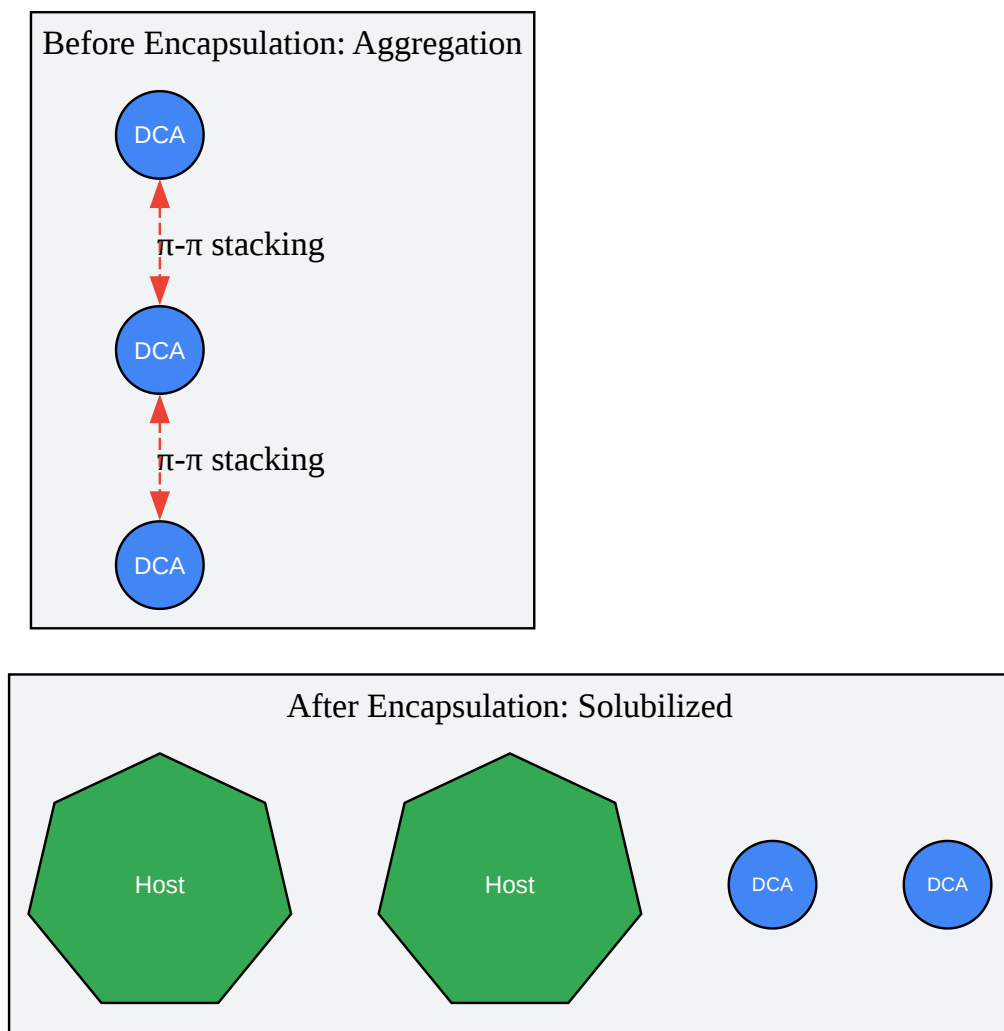 Before Encapsulation: Aggregation
DCA
π-π stacking
DCA
π-π stacking
DCA
After Encapsulation: Solubilized
Host
Host
DCA
DCA